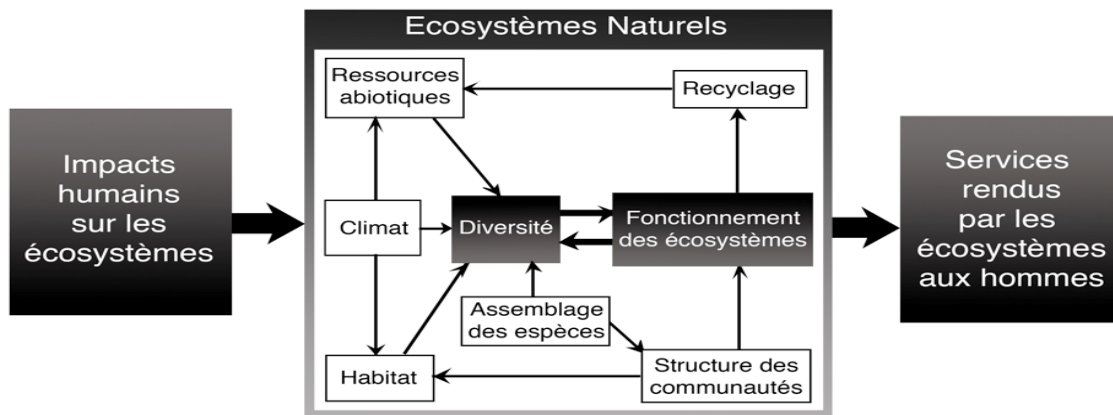 Ecosystèmes Naturels
Impacts
humains
sur les
écosystèmes
Ressources
abiotiques
Recyclage
Climat
Diversité
Fonctionnement
des écosystèmes
Assemblage
des espèces
Habitat
Structure des
communautés
Services
rendus
par les
écosystèmes
aux hommes